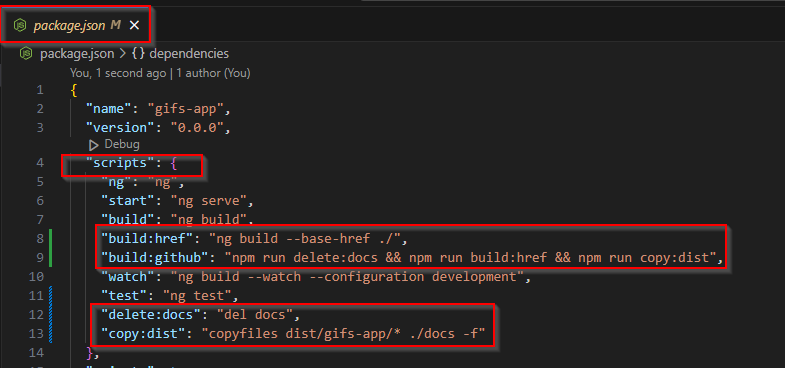 package.json M ×
package.json > {} dependencies
You, 1 second ago | 1 author (You)
1 {
2 "name": "gifs-app",
3 "version": "0.0.0",
Debug
4 "scripts": {
5 "ng": "ng",
6 "start": "ng serve",
7 "build": "ng build",
8 "build:href": "ng build --base-href ./",
9 "build:github": "npm run delete:docs && npm run build:href && npm run copy:dist",
10 "watch": "ng build --watch --configuration development",
11 "test": "ng test",
12 "delete:docs": "del docs",
13 "copy:dist": "copyfiles dist/gifs-app/* ./docs -f"
14 },